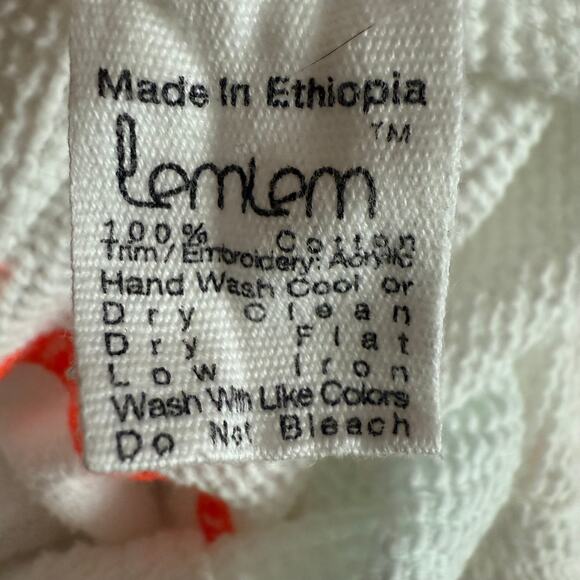 Made In Ethiopia
lemlem TM
100% Cotton
Trim / Embroidery: Acrylic
Hand Wash Cool or
Dry Clean
Dry Flat
Low Iron
Wash With Like Colors
Do Not Bleach